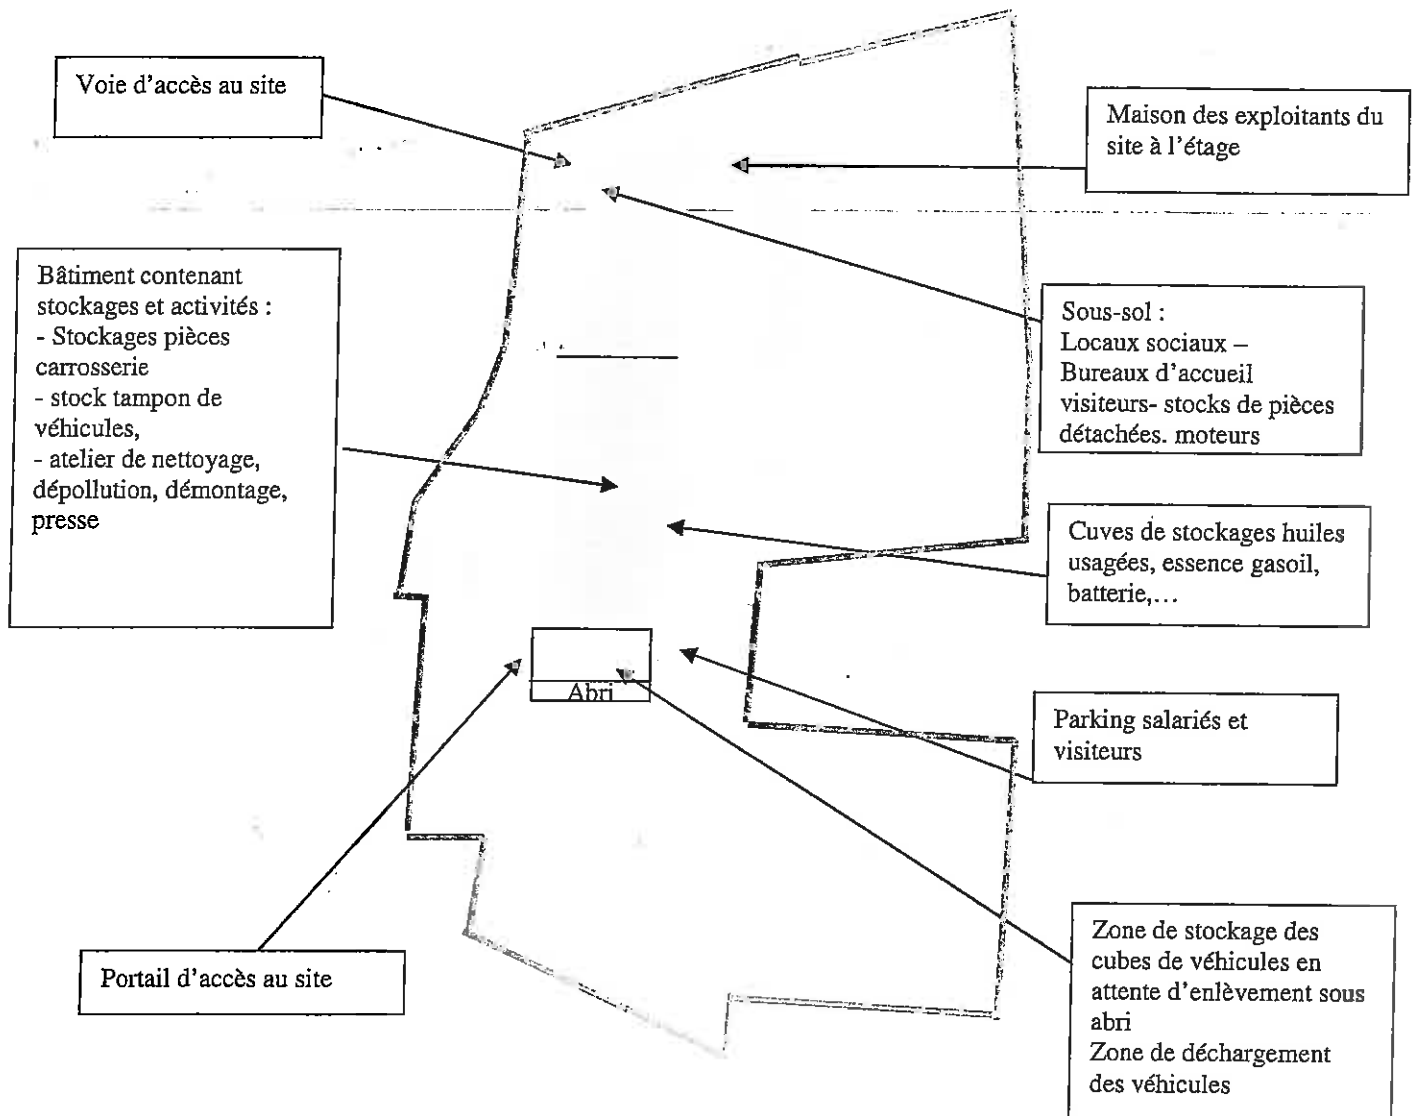 Voie d'accès au site
Maison des exploitants du
site à l'étage
Bâtiment contenant
stockages et activités :
- Stockages pièces
carrosserie
- stock tampon de
véhicules,
- atelier de nettoyage,
dépollution, démontage,
presse
Sous-sol :
Locaux sociaux –
Bureaux d'accueil
visiteurs- stocks de pièces
détachées. moteurs
Cuves de stockages huiles
usagées, essence gasoil,
batterie,…
Abri
Parking salariés et
visiteurs
Portail d'accès au site
Zone de stockage des
cubes de véhicules en
attente d'enlèvement sous
abri
Zone de déchargement
des véhicules